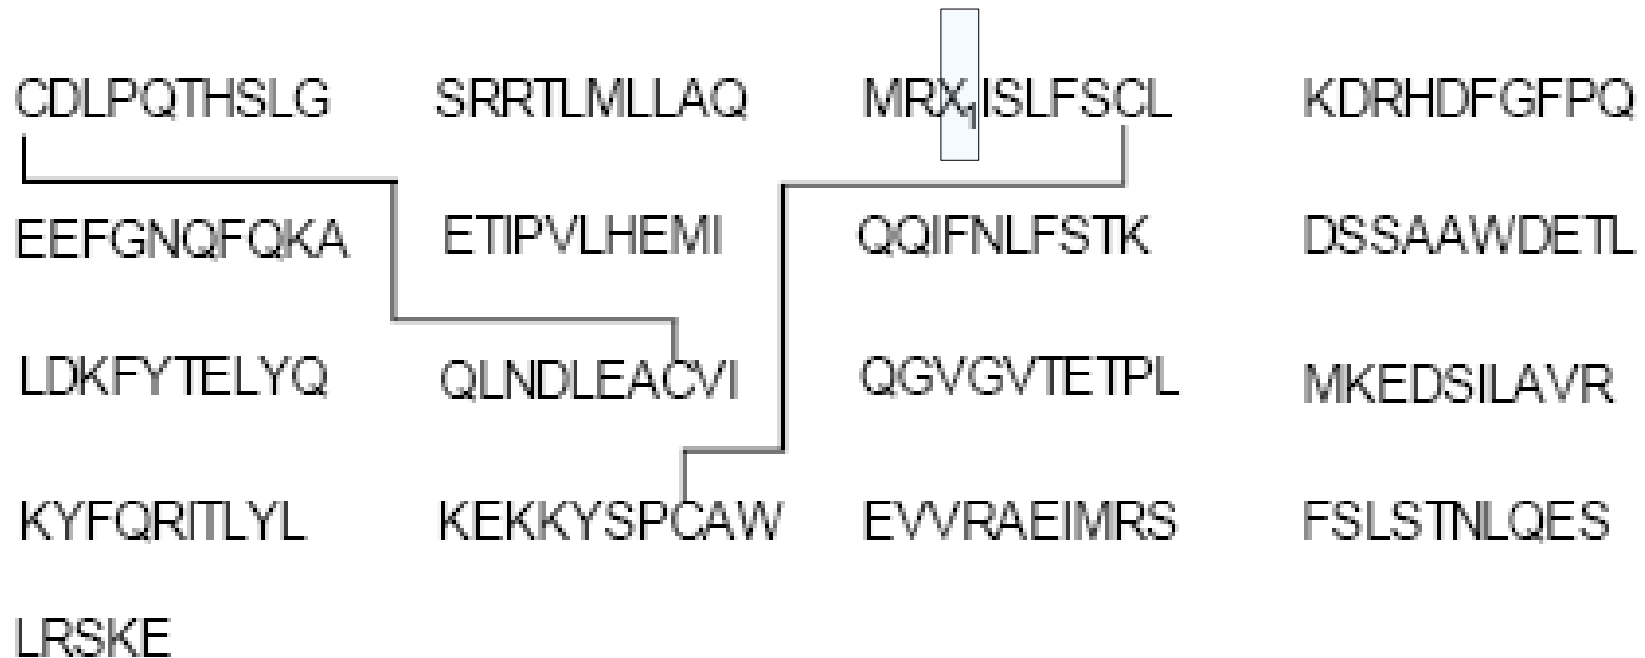 CDLPQTHSLG SRRTLMLLAQ MRX₁ISLFSCL KDRHDFGFPQ
EEFGNQFQKA ETIPVLHEMI QQIFNLFSTK DSSAAWDETL
LDKFYTELYQ QLNDLEACVI QGVGVTETPL MKEDSILAVR
KYFQRITLYL KEKKYSPCAW EVVRAEIMRS FSLSTNLQES
LRSKE